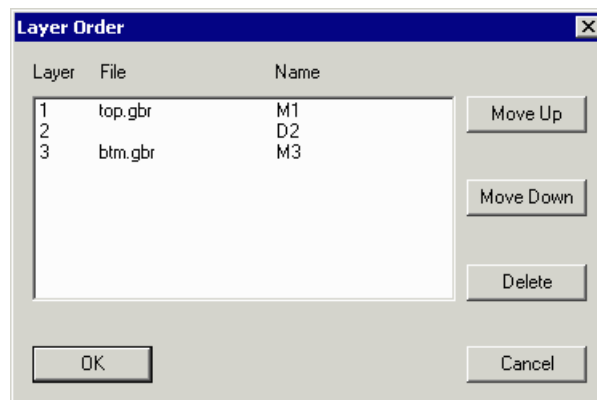 Layer Order
Layer File Name
1 top.gbr M1
2 D2
3 btm.gbr M3
Move Up
Move Down
Delete
OK Cancel